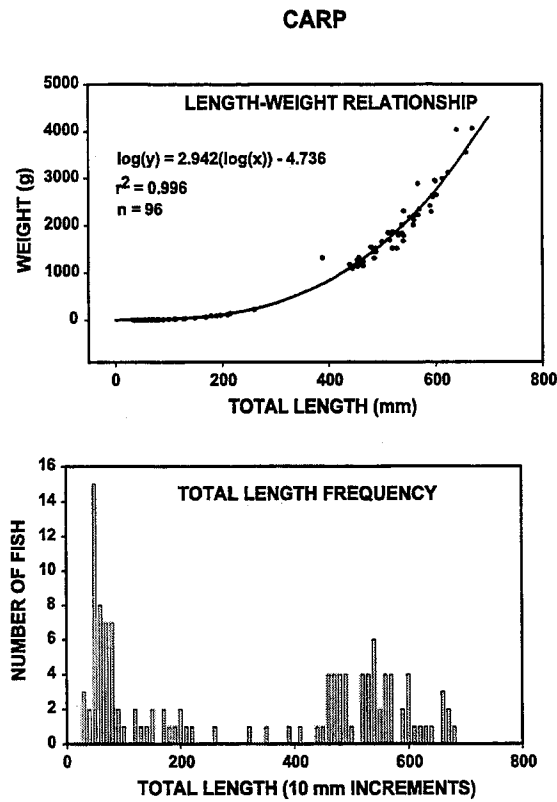 CARP
LENGTH-WEIGHT RELATIONSHIP
log(y) = 2.942(log(x)) - 4.736
r2 = 0.996
n = 96
WEIGHT (g)
5000
4000
3000
2000
1000
0
0 200 400 600 800
TOTAL LENGTH (mm)
TOTAL LENGTH FREQUENCY
NUMBER OF FISH
16
14
12
10
8
6
4
2
0
0 200 400 600 800
TOTAL LENGTH (10 mm INCREMENTS)